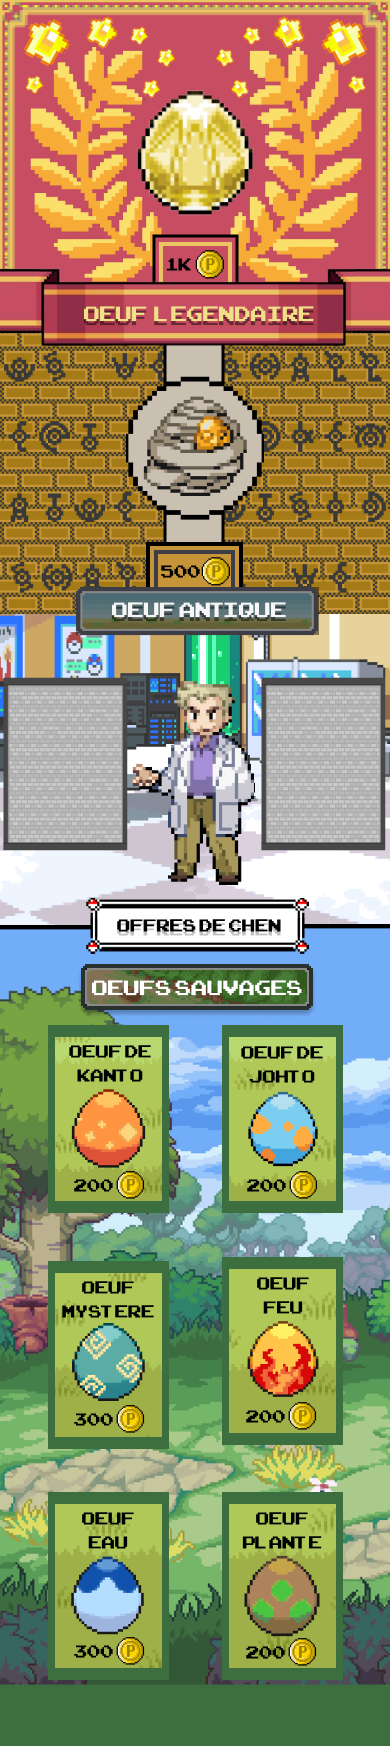 1K P
OEUF LEGENDAIRE
500 P
OEUF ANTIQUE
OFFRES DE CHEN
OEUFS SAUVAGES
OEUF DE
KANTO
200 P
OEUF DE
JOHTO
200 P
OEUF
MYSTERE
300 P
OEUF
FEU
200 P
OEUF
EAU
300 P
OEUF
PLANTE
200 P